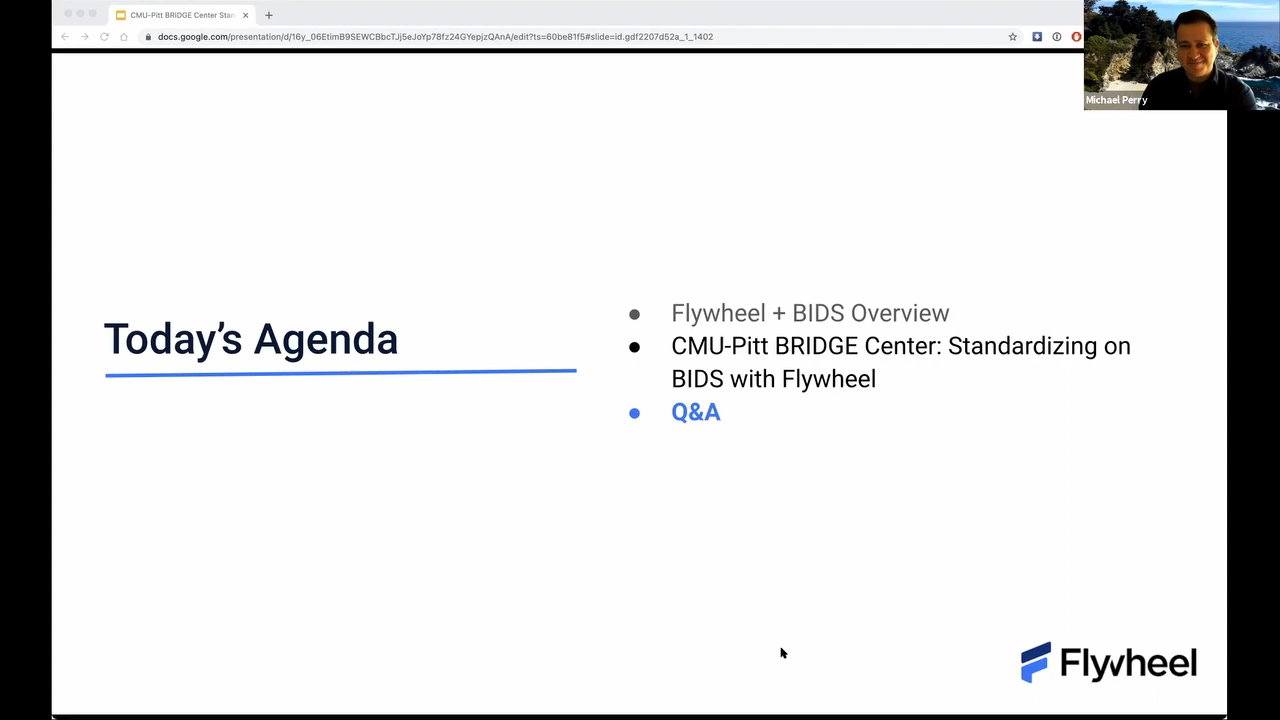 CMU-Pitt BRIDGE Center Stan
docs.google.com/presentation/d/16y_06EtimB9SEWCBbcTJj5eJoYp78fz24GYepjzQAnA/edit?ts=60be81f5#slide=id.gdf2207d52a_1_1402
Michael Perry
Today's Agenda
● Flywheel + BIDS Overview
● CMU-Pitt BRIDGE Center: Standardizing on
BIDS with Flywheel
● Q&A
Flywheel